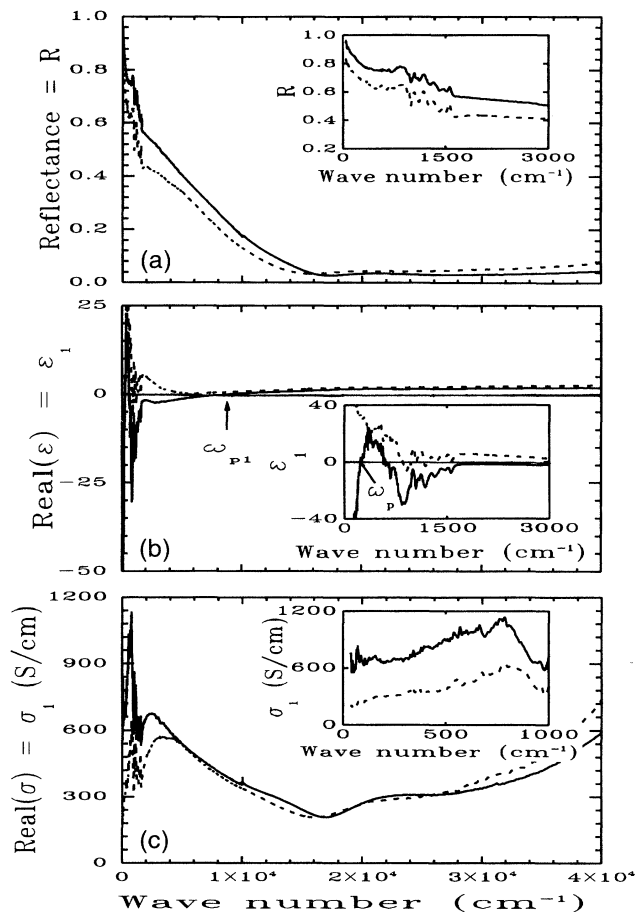 Reflectance = R
1.0
0.8
0.6
0.4
0.2
0.0
(a)
R
1.0
0.8
0.6
0.4
0.2
0 1500 3000
Wave number (cm⁻¹)
Real(ε) = ε₁
25
0
−25
−50
(b)
ω_p1
ε₁
40
0
−40
ω_p
0 1500 3000
Wave number (cm⁻¹)
Real(σ) = σ₁ (S/cm)
1200
900
600
300
0
(c)
σ₁ (S/cm)
1200
600
0
0 500 1000
Wave number (cm⁻¹)
0 1×10⁴ 2×10⁴ 3×10⁴ 4×10⁴
Wave number (cm⁻¹)